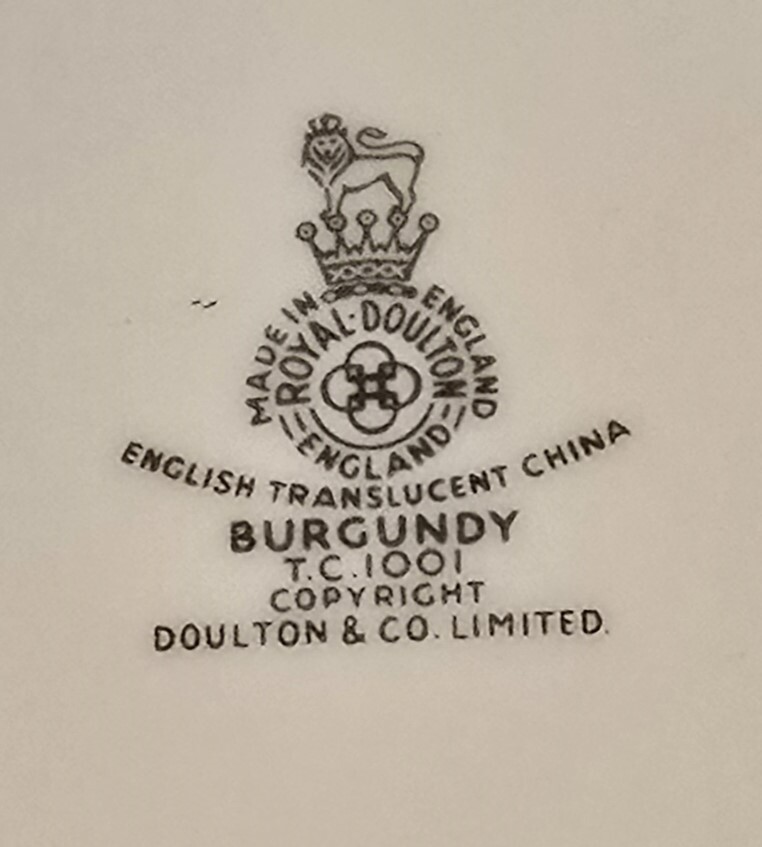 MADE IN ENGLAND
ROYAL·DOULTON
ENGLAND
ENGLISH TRANSLUCENT CHINA
BURGUNDY
T.C.1001
COPYRIGHT
DOULTON & CO. LIMITED.